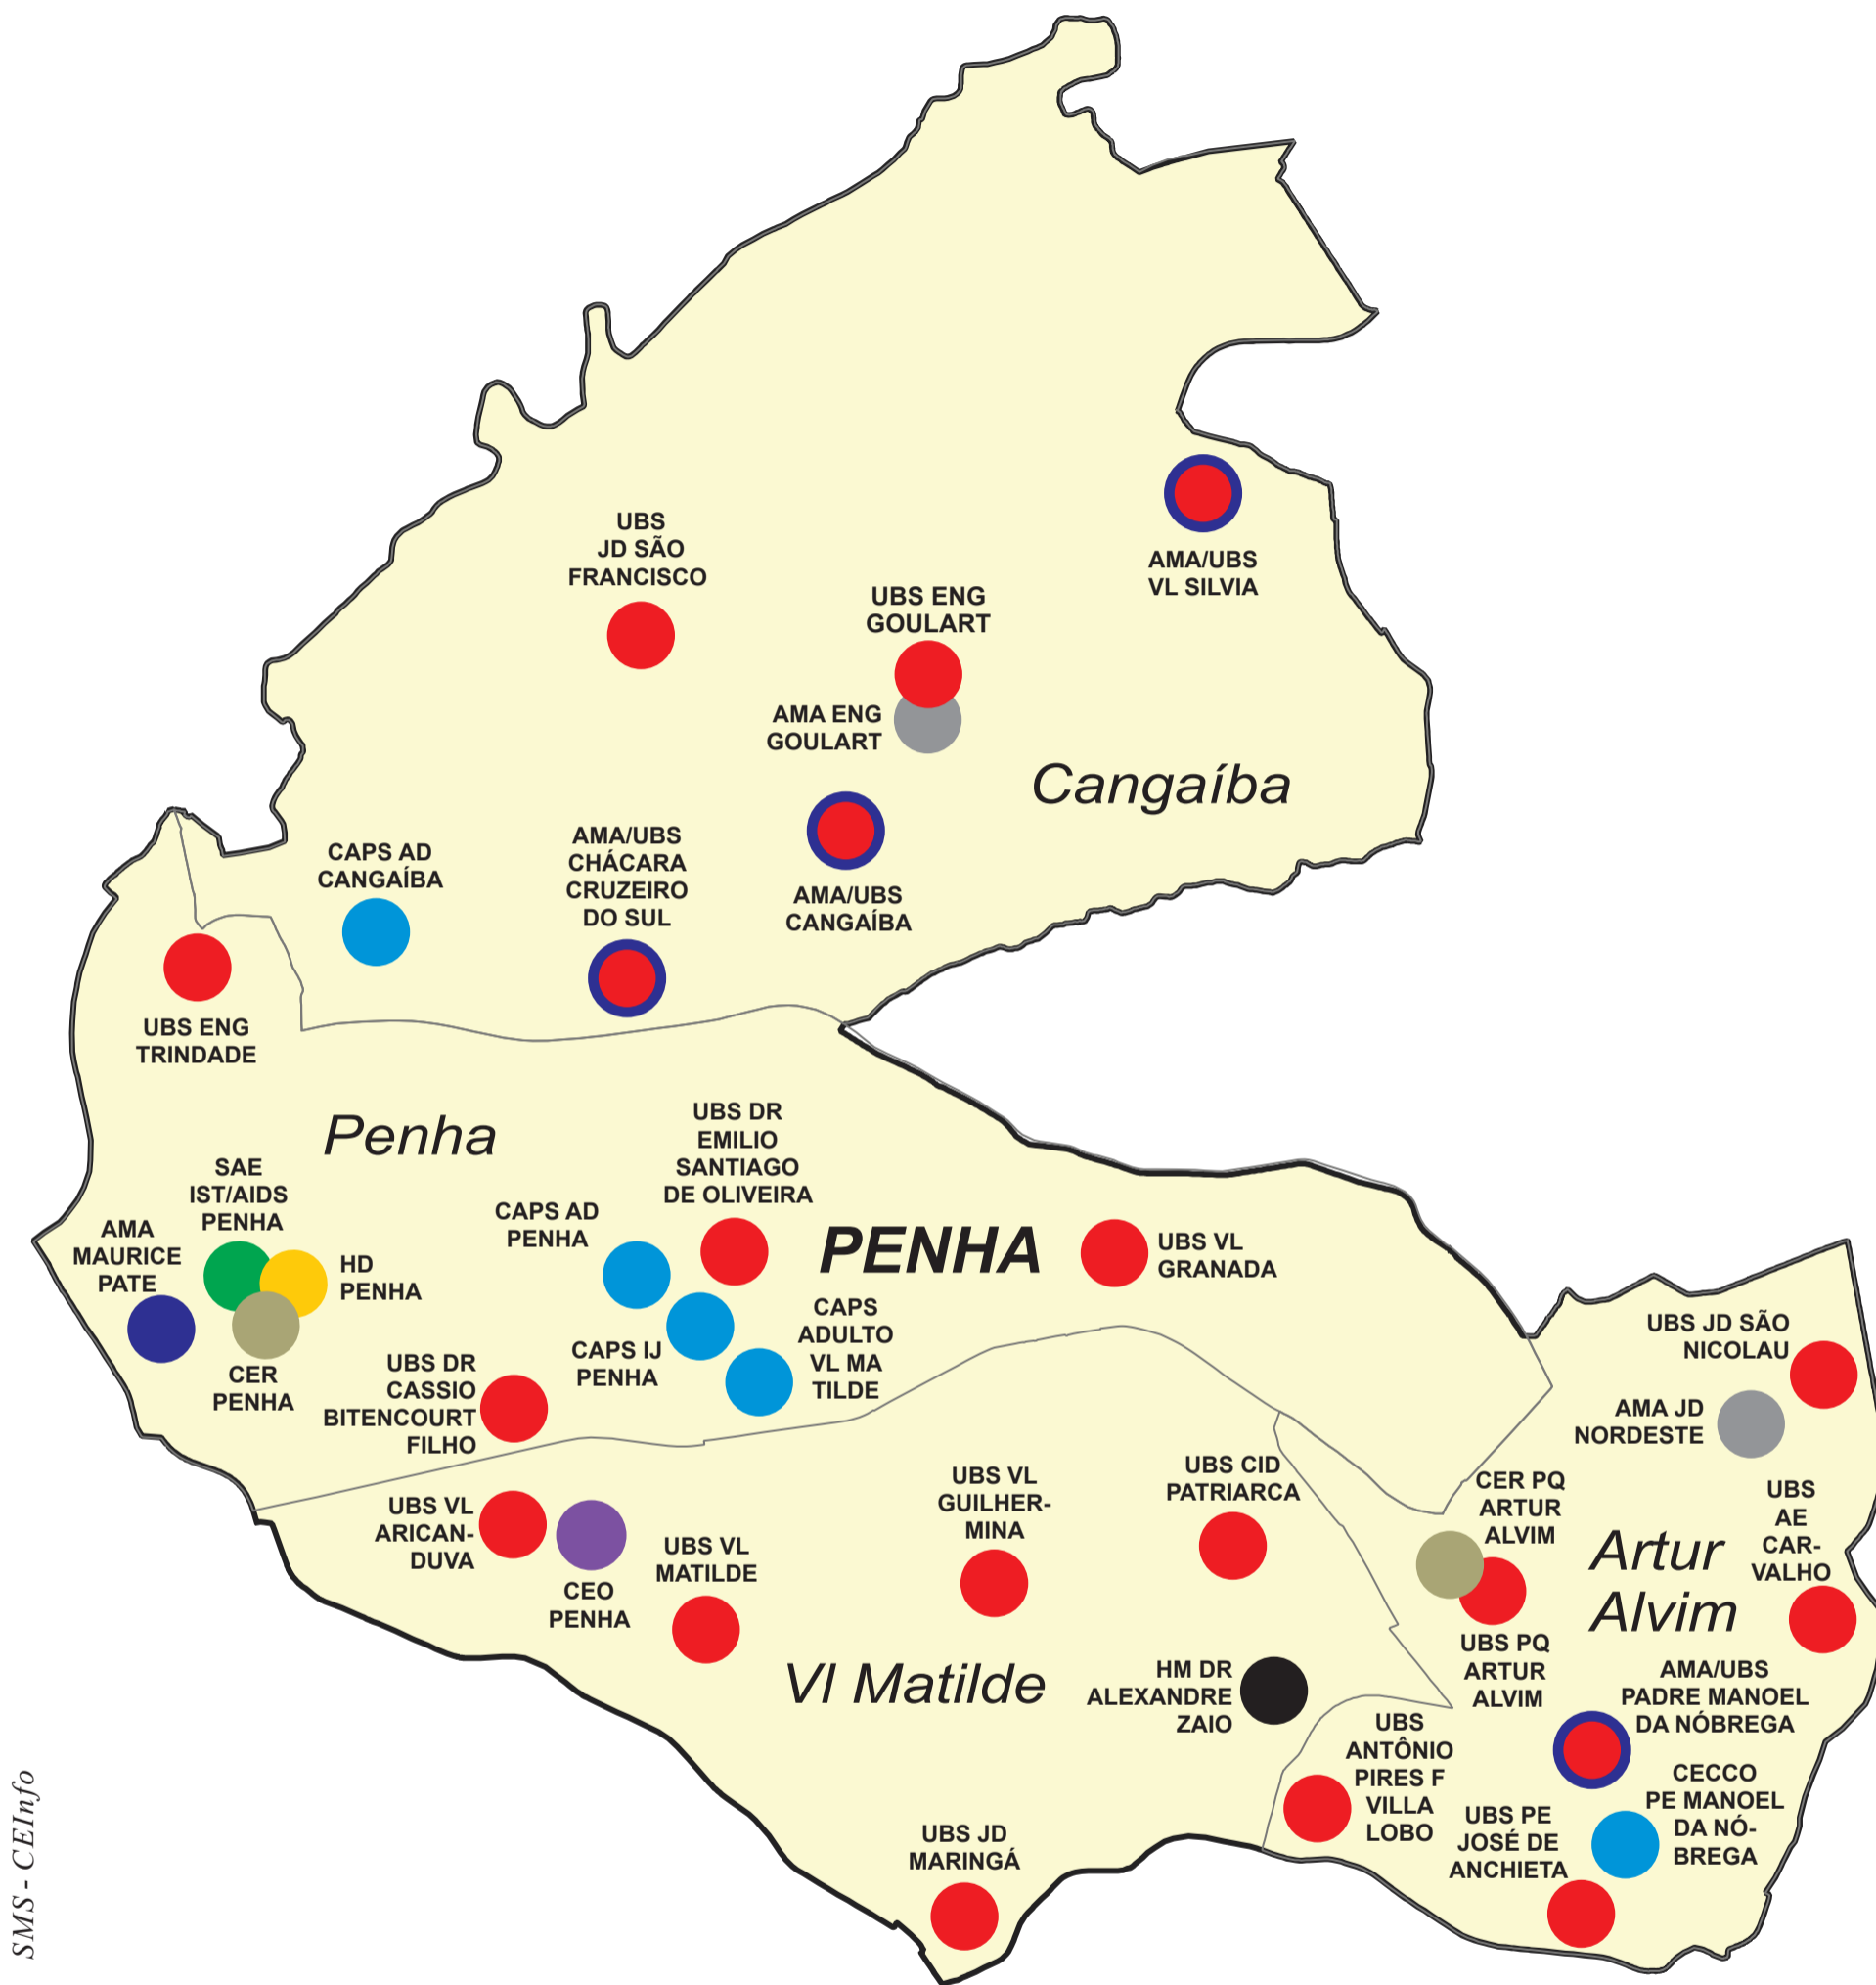 UBS
JD SÃO
FRANCISCO
AMA/UBS
VL SILVIA
UBS ENG
GOULART
AMA ENG
GOULART
Cangaíba
AMA/UBS
CANGAÍBA
AMA/UBS
CHÁCARA
CRUZEIRO
DO SUL
CAPS AD
CANGAÍBA
UBS ENG
TRINDADE
Penha
UBS DR
EMILIO
SANTIAGO
DE OLIVEIRA
SAE
IST/AIDS
PENHA
AMA
MAURICE
PATE
HD
PENHA
CER
PENHA
CAPS AD
PENHA
PENHA
UBS VL
GRANADA
CAPS
ADULTO
VL MA
TILDE
CAPS IJ
PENHA
UBS DR
CASSIO
BITENCOURT
FILHO
UBS JD SÃO
NICOLAU
AMA JD
NORDESTE
UBS VL
ARICAN-
DUVA
CEO
PENHA
UBS VL
MATILDE
UBS VL
GUILHER-
MINA
UBS CID
PATRIARCA
CER PQ
ARTUR
ALVIM
UBS
AE
CAR-
VALHO
Artur
Alvim
UBS PQ
ARTUR
ALVIM
Vl Matilde
HM DR
ALEXANDRE
ZAIO
AMA/UBS
PADRE MANOEL
DA NÓBREGA
UBS
ANTÔNIO
PIRES F
VILLA
LOBO
CECCO
PE MANOEL
DA NÓ-
BREGA
UBS PE
JOSÉ DE
ANCHIETA
UBS JD
MARINGÁ
SMS - CEInfo